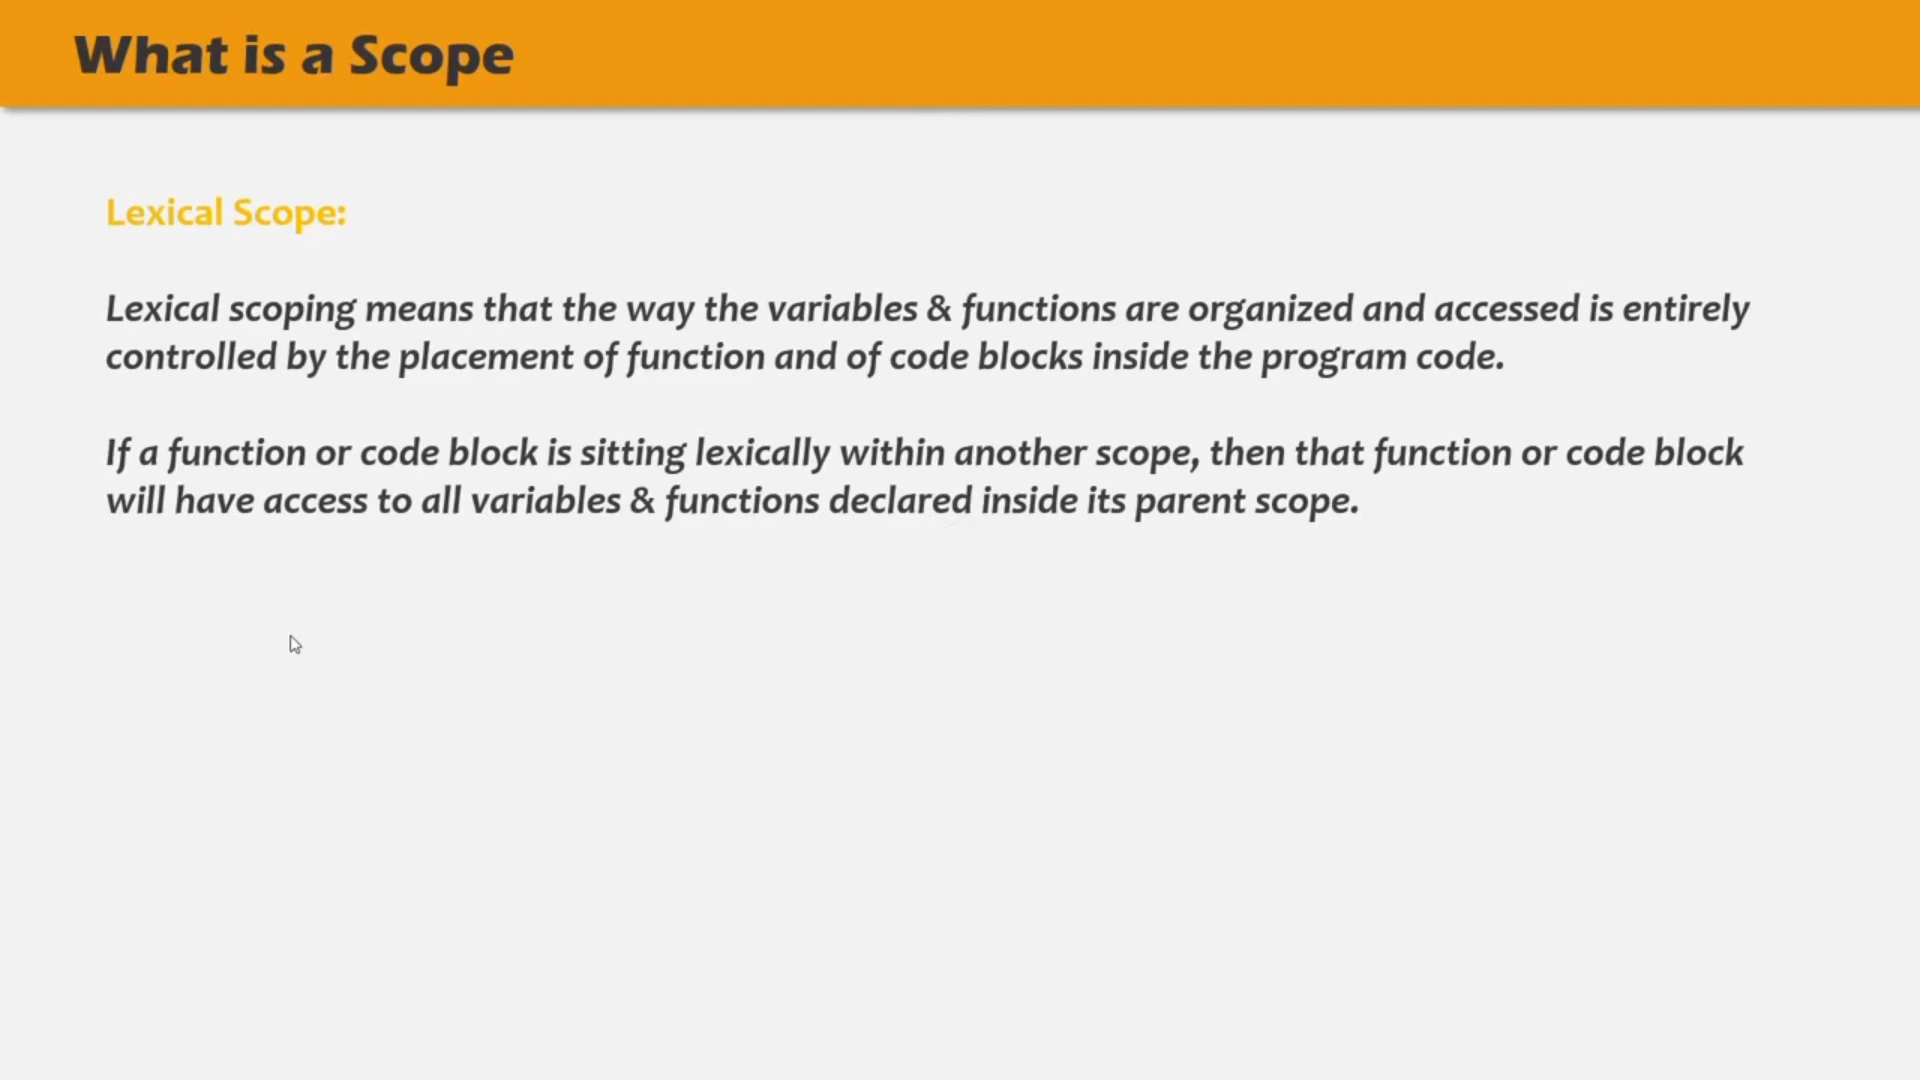 What is a Scope
Lexical Scope:
Lexical scoping means that the way the variables & functions are organized and accessed is entirely
controlled by the placement of function and of code blocks inside the program code.
If a function or code block is sitting lexically within another scope, then that function or code block
will have access to all variables & functions declared inside its parent scope.